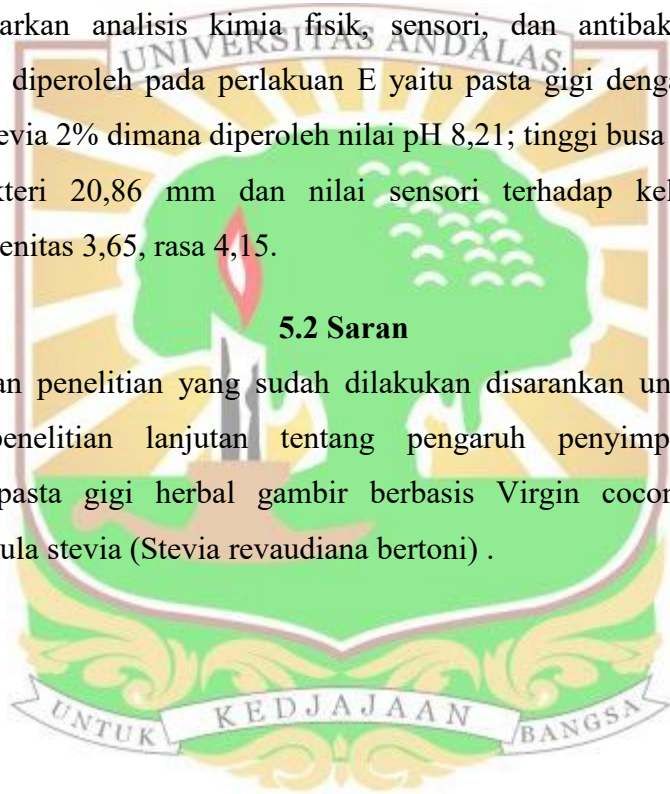 arkan analisis kimia fisik, sensori, dan antibak
UNIVERSITAS ANDALAS
diperoleh pada perlakuan E yaitu pasta gigi denga
evia 2% dimana diperoleh nilai pH 8,21; tinggi busa
kteri 20,86 mm dan nilai sensori terhadap kel
enitas 3,65, rasa 4,15.
5.2 Saran
an penelitian yang sudah dilakukan disarankan un
penelitian lanjutan tentang pengaruh penyimp
pasta gigi herbal gambir berbasis Virgin cocor
ula stevia (Stevia revaudiana bertoni) .
UNTUK KEDJAJAAN BANGSA